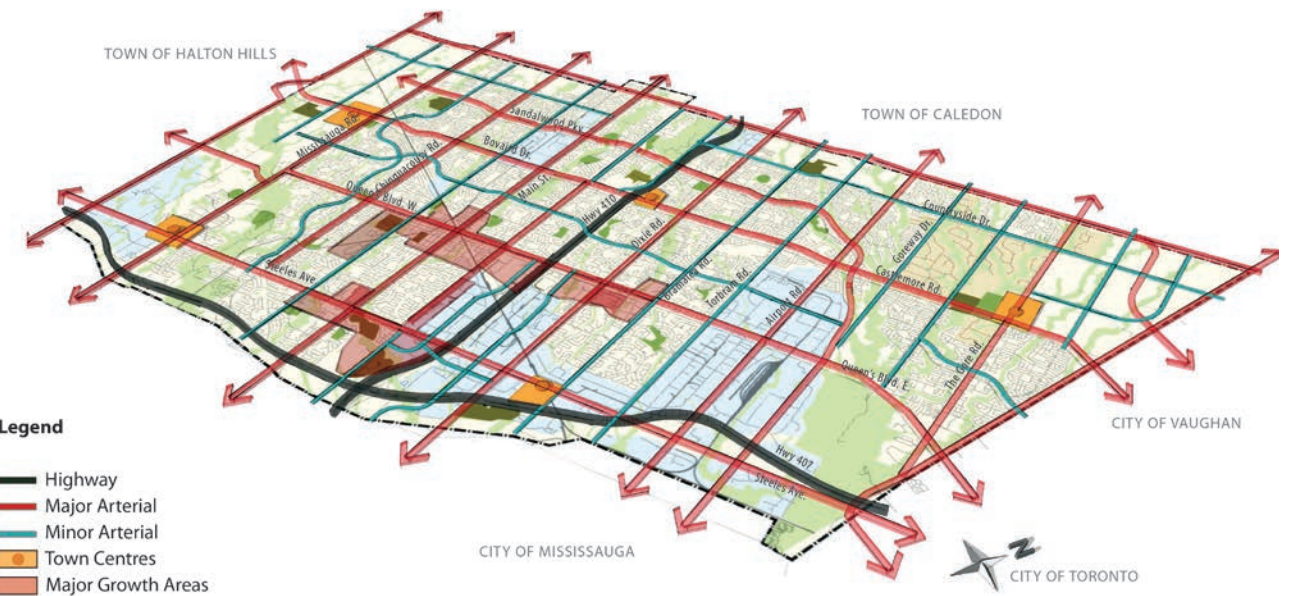 TOWN OF HALTON HILLS
TOWN OF CALEDON
Sandalwood Pky.
Mississauga Rd.
Bovaird Dr.
Chinguacousy Rd.
Main St.
Queen's Blvd. W.
Hwy 410
Dixie Rd.
Countryside Dr.
Goreway Dr.
Steeles Ave.
Bramalea Rd.
Torbram Rd.
Airport Rd.
Castlemore Rd.
The Gore Rd.
Queen's Blvd. E.
CITY OF VAUGHAN
Hwy 407
Steeles Ave.
Legend
Highway
Major Arterial
Minor Arterial
Town Centres
Major Growth Areas
CITY OF MISSISSAUGA
N
CITY OF TORONTO